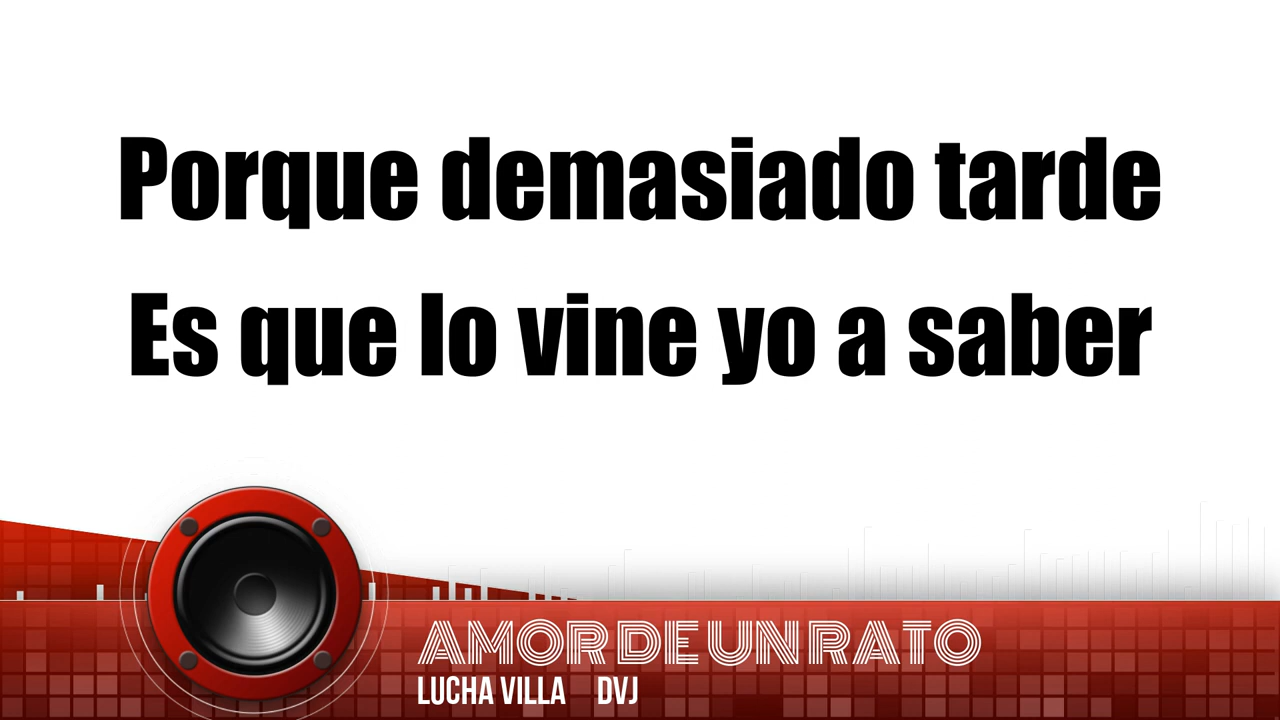 Porque demasiado tarde
Es que lo vine yo a saber
AMOR DE UN RATO
LUCHA VILLA DVJ